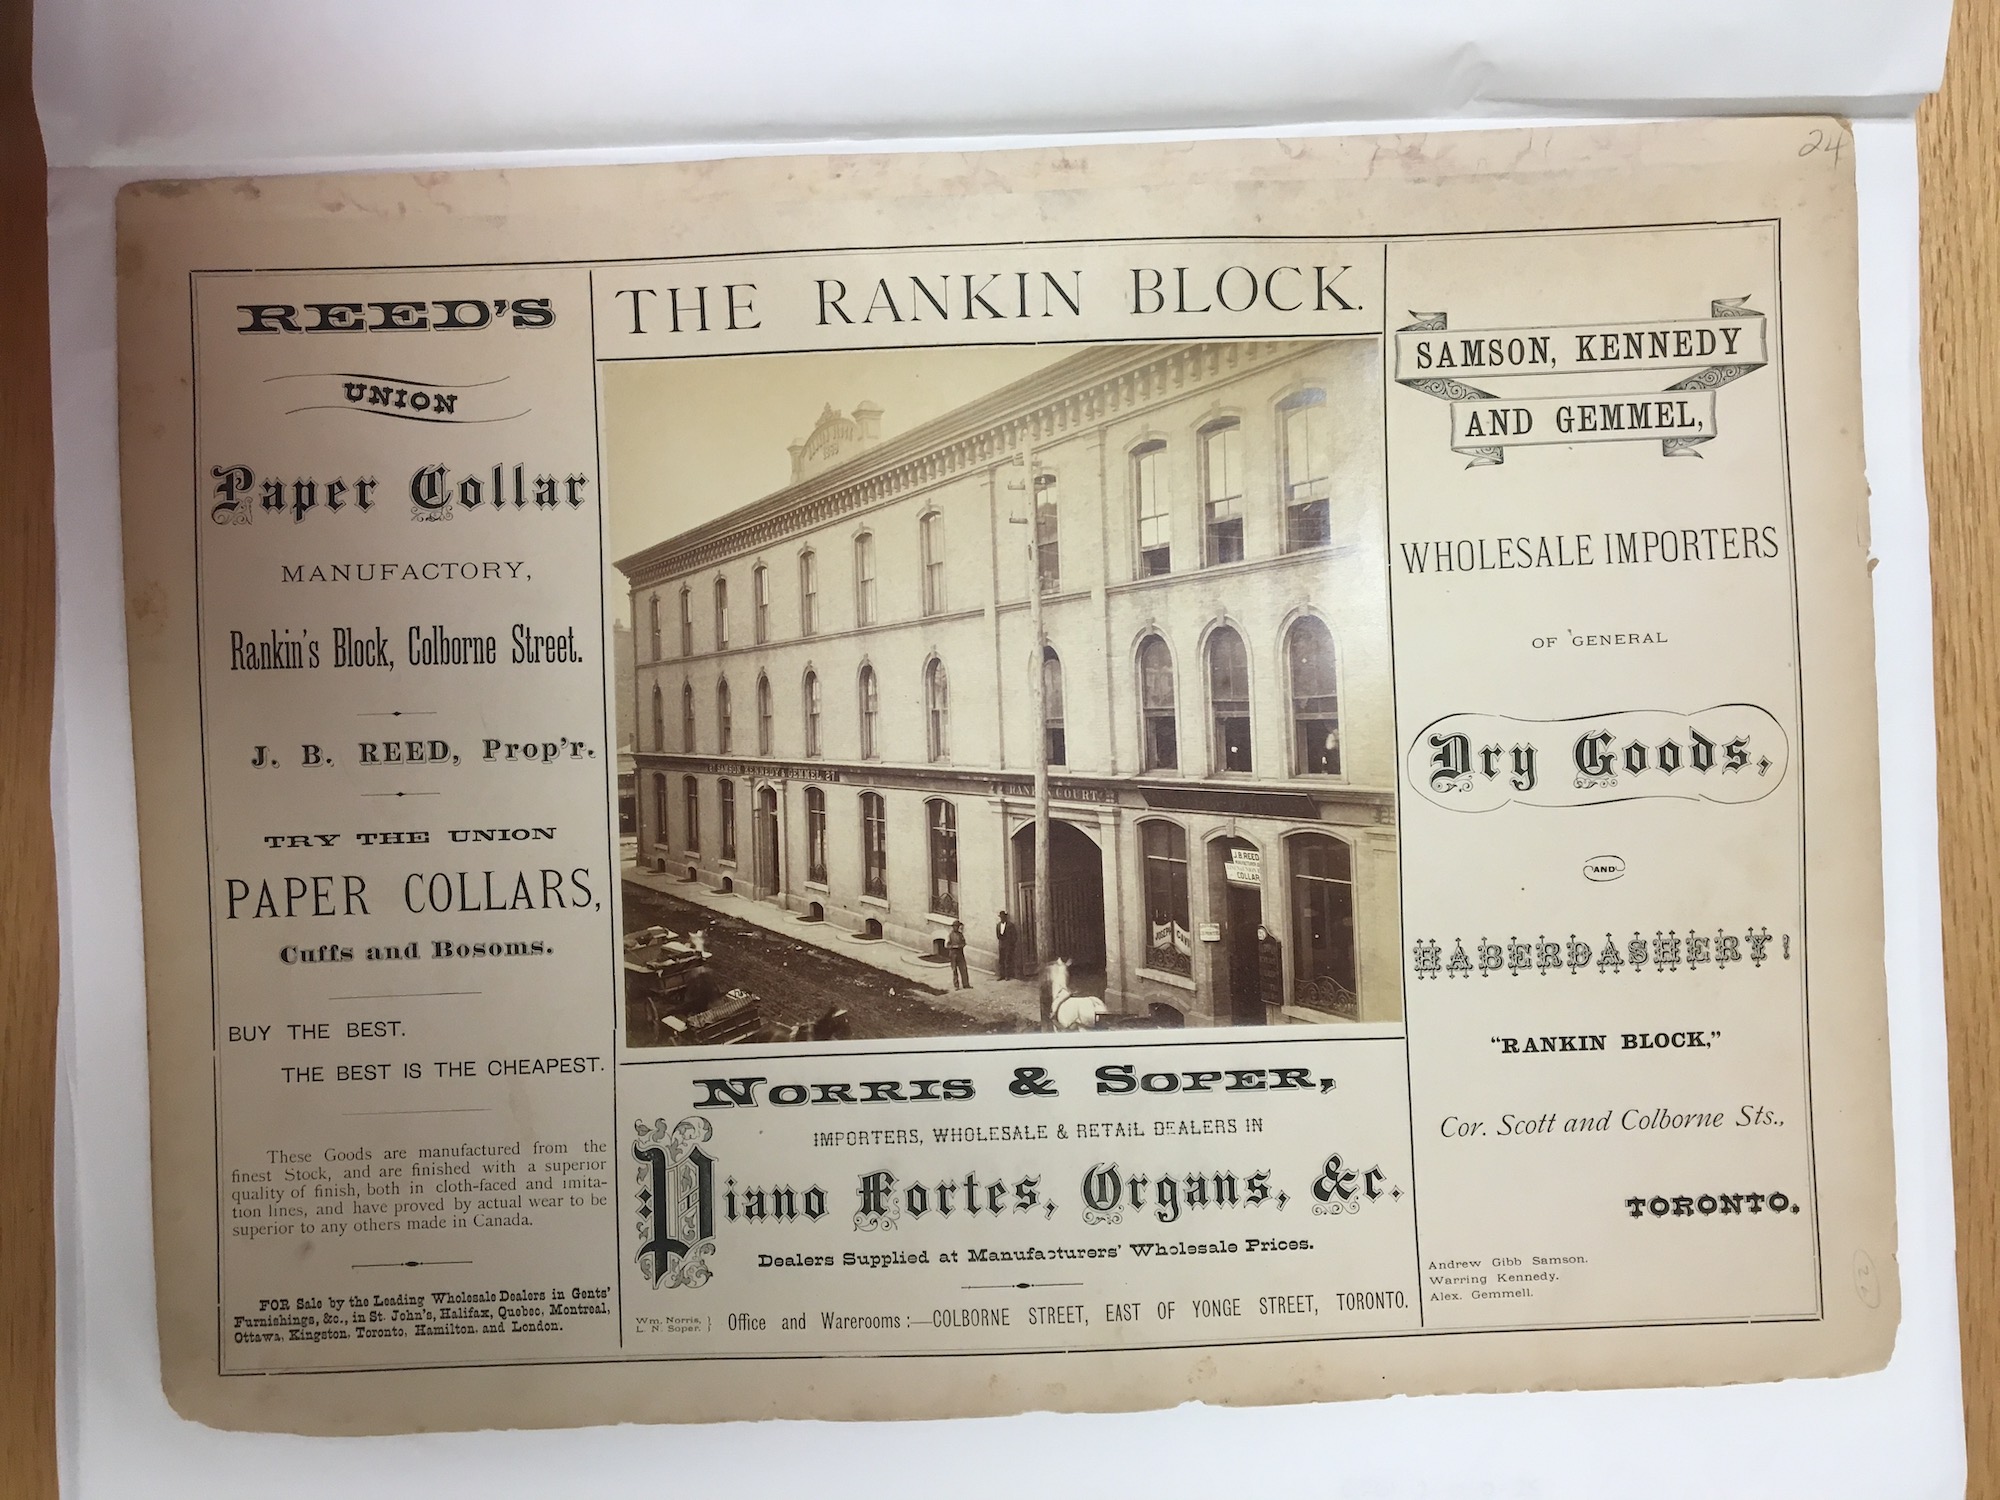 24
REED'S
UNION
Paper Collar
MANUFACTORY,
Rankin's Block, Colborne Street.
J. B. REED, Prop'r.
TRY THE UNION
PAPER COLLARS,
Cuffs and Bosoms.
BUY THE BEST.
THE BEST IS THE CHEAPEST.
These Goods are manufactured from the
finest Stock, and are finished with a superior
quality of finish, both in cloth-faced and imita-
tion lines, and have proved by actual wear to be
superior to any others made in Canada.
FOR Sale by the Leading Wholesale Dealers in Gents'
Furnishings, &c., in St. John's, Halifax, Quebec, Montreal,
Ottawa, Kingston, Toronto, Hamilton, and London.
THE RANKIN BLOCK.
SAMSON KENNEDY & GEMMEL 27
COURT
J. B. REED
COLLAR
JOSEPH
NORRIS & SOPER,
IMPORTERS, WHOLESALE & RETAIL DEALERS IN
Piano Fortes, Organs, &c.
Dealers Supplied at Manufacturers' Wholesale Prices.
Wm. Norris,
L. N. Soper. } Office and Warerooms:—COLBORNE STREET, EAST OF YONGE STREET, TORONTO.
SAMSON, KENNEDY
AND GEMMEL,
WHOLESALE IMPORTERS
OF GENERAL
Dry Goods,
AND
HABERDASHERY!
"RANKIN BLOCK,"
Cor. Scott and Colborne Sts.,
TORONTO.
Andrew Gibb Samson.
Warring Kennedy.
Alex. Gemmell.